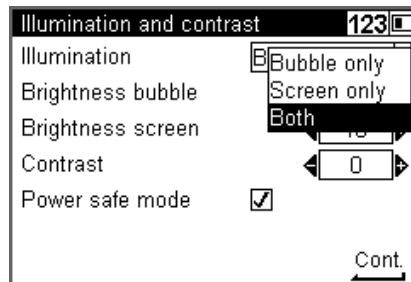 Illumination and contrast 123
Illumination B
Bubble only
Brightness bubble
Screen only
Both
Brightness screen
Contrast 0
Power safe mode
Cont.